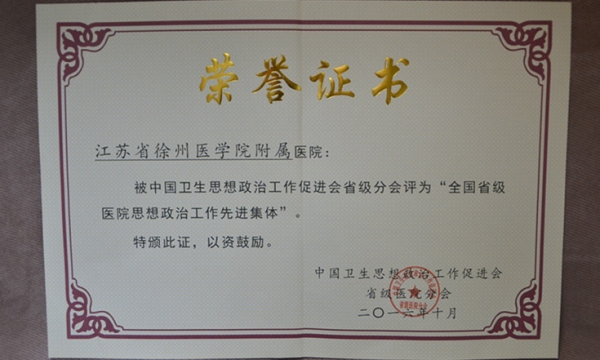 荣誉证书
江苏省徐州医学院附属医院：
被中国卫生思想政治工作促进会省级分会评为“全国省级
医院思想政治工作先进集体”。
特颁此证，以资鼓励。
中国卫生思想政治工作促进会
省级医院分会
二〇一六年十月